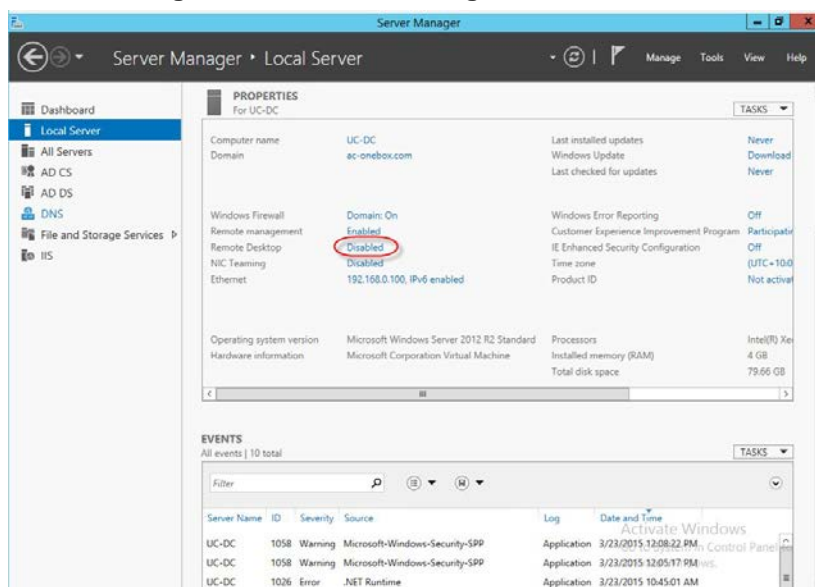 Server Manager
Server Manager • Local Server
Manage Tools View Help
Dashboard
Local Server
All Servers
AD CS
AD DS
DNS
File and Storage Services
IIS
PROPERTIES
For UC-DC
TASKS
Computer name UC-DC Last installed updates Never
Domain ac-onebox.com Windows Update Download
Last checked for updates Never
Windows Firewall Domain: On Windows Error Reporting Off
Remote management Enabled Customer Experience Improvement Program Participatin
Remote Desktop Disabled IE Enhanced Security Configuration Off
NIC Teaming Disabled Time zone (UTC+10:0
Ethernet 192.168.0.100, IPv6 enabled Product ID Not activat
Operating system version Microsoft Windows Server 2012 R2 Standard Processors Intel(R) Xe
Hardware information Microsoft Corporation Virtual Machine Installed memory (RAM) 4 GB
Total disk space 79.66 GB
EVENTS
All events | 10 total
TASKS
Filter
Server Name ID Severity Source Log Date and Time
Activate Windows
UC-DC 1058 Warning Microsoft-Windows-Security-SPP Application 3/23/2015 12:08:22 PM
Control Panel
UC-DC 1058 Warning Microsoft-Windows-Security-SPP Application 3/23/2015 12:05:17 PM
UC-DC 1026 Error .NET Runtime Application 3/23/2015 10:45:01 AM